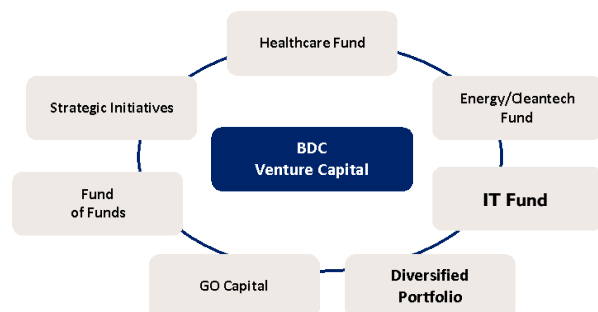 Healthcare Fund
Strategic Initiatives
Energy/Cleantech
Fund
BDC
Venture Capital
Fund
of Funds
IT Fund
GO Capital
Diversified
Portfolio